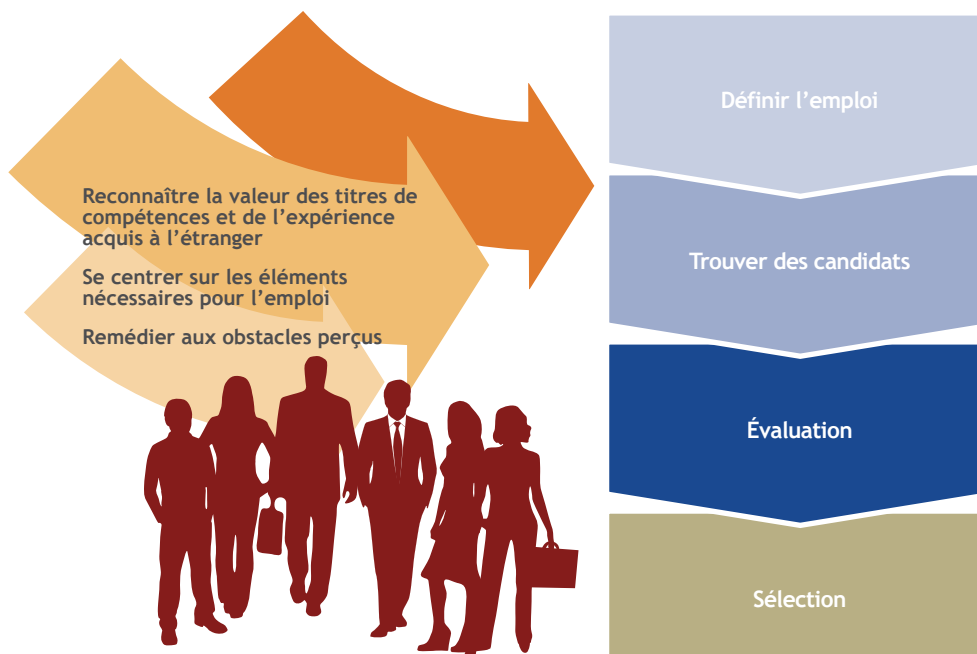 Reconnaître la valeur des titres de
compétences et de l’expérience
acquis à l’étranger
Se centrer sur les éléments
nécessaires pour l’emploi
Remédier aux obstacles perçus
Définir l’emploi
Trouver des candidats
Évaluation
Sélection